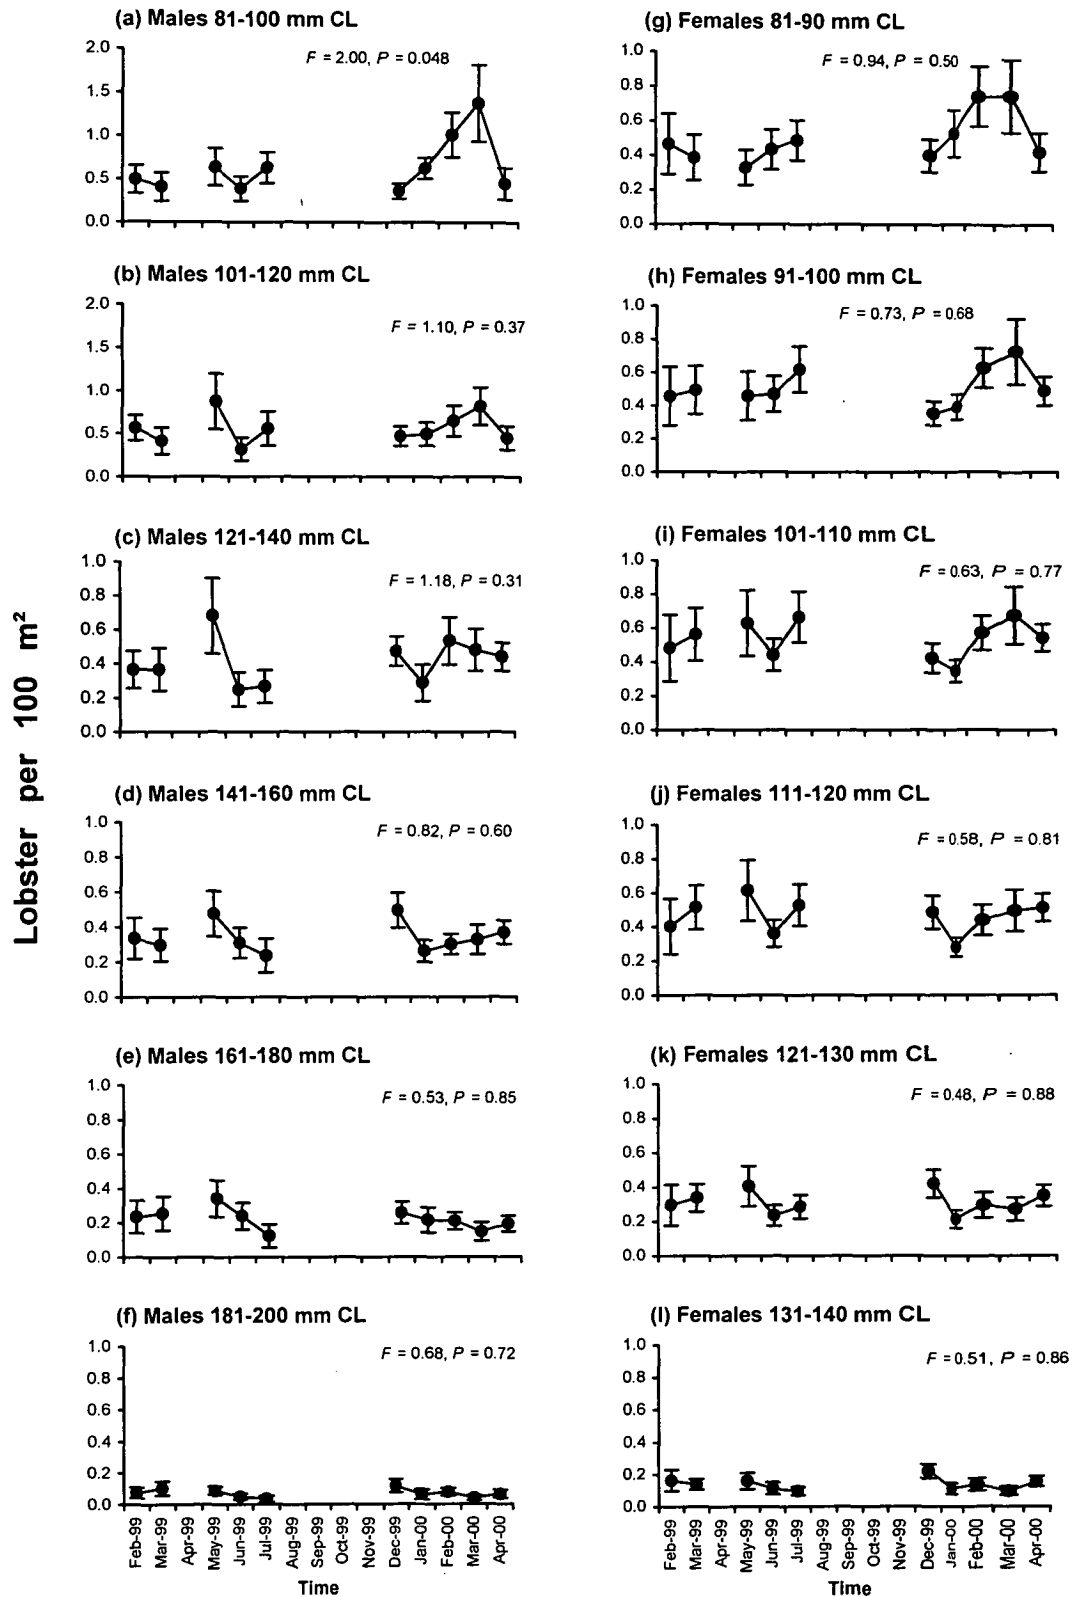 Lobster per 100 m²
(a) Males 81-100 mm CL
F = 2.00, P = 0.048
2.0
1.5
1.0
0.5
0.0
(b) Males 101-120 mm CL
F = 1.10, P = 0.37
2.0
1.5
1.0
0.5
0.0
(c) Males 121-140 mm CL
F = 1.18, P = 0.31
1.0
0.8
0.6
0.4
0.2
0.0
(d) Males 141-160 mm CL
F = 0.82, P = 0.60
1.0
0.8
0.6
0.4
0.2
0.0
(e) Males 161-180 mm CL
F = 0.53, P = 0.85
1.0
0.8
0.6
0.4
0.2
0.0
(f) Males 181-200 mm CL
F = 0.68, P = 0.72
1.0
0.8
0.6
0.4
0.2
0.0
Feb-99
Mar-99
Apr-99
May-99
Jun-99
Jul-99
Aug-99
Sep-99
Oct-99
Nov-99
Dec-99
Jan-00
Feb-00
Mar-00
Apr-00
Time
(g) Females 81-90 mm CL
F = 0.94, P = 0.50
1.0
0.8
0.6
0.4
0.2
0.0
(h) Females 91-100 mm CL
F = 0.73, P = 0.68
1.0
0.8
0.6
0.4
0.2
0.0
(i) Females 101-110 mm CL
F = 0.63, P = 0.77
1.0
0.8
0.6
0.4
0.2
0.0
(j) Females 111-120 mm CL
F = 0.58, P = 0.81
1.0
0.8
0.6
0.4
0.2
0.0
(k) Females 121-130 mm CL
F = 0.48, P = 0.88
1.0
0.8
0.6
0.4
0.2
0.0
(l) Females 131-140 mm CL
F = 0.51, P = 0.86
1.0
0.8
0.6
0.4
0.2
0.0
Feb-99
Mar-99
Apr-99
May-99
Jun-99
Jul-99
Aug-99
Sep-99
Oct-99
Nov-99
Dec-99
Jan-00
Feb-00
Mar-00
Apr-00
Time